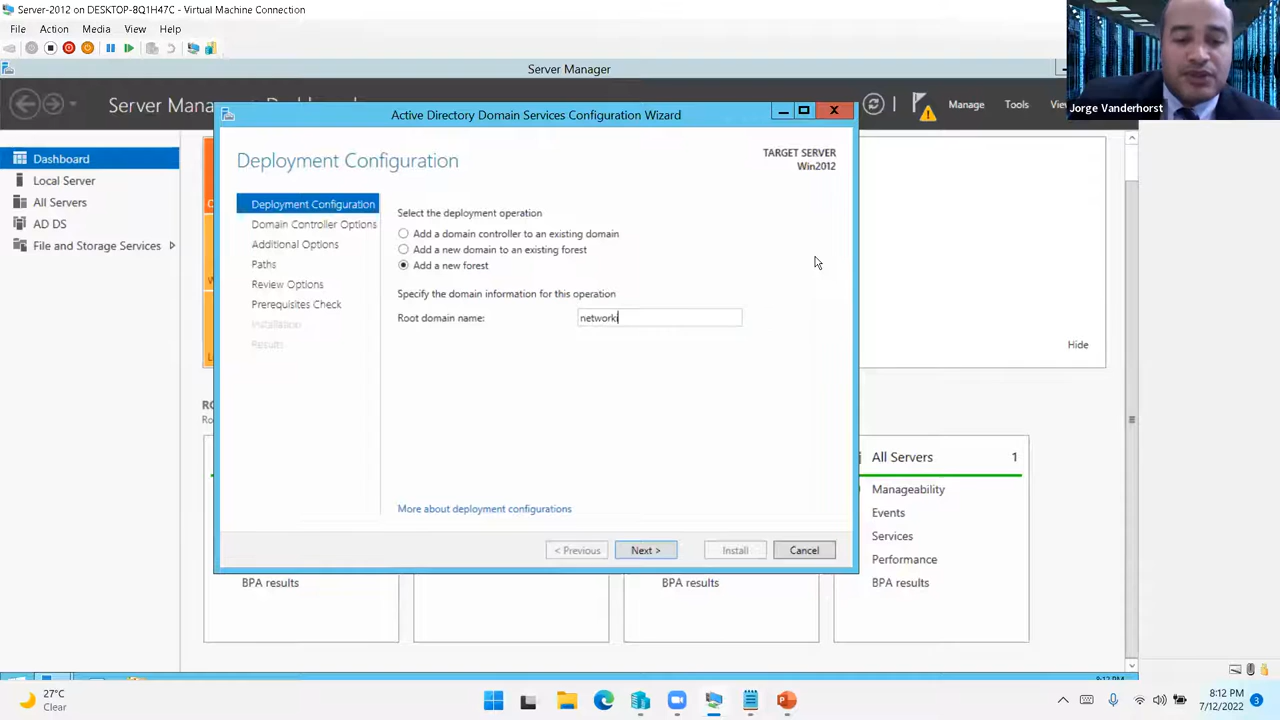 Server-2012 on DESKTOP-8Q1H47C - Virtual Machine Connection
File Action Media View Help
Server Manager
Server Mana
Manage Tools
Jorge Vanderhorst
Active Directory Domain Services Configuration Wizard
Deployment Configuration
TARGET SERVER
Win2012
Dashboard
Local Server
All Servers
AD DS
File and Storage Services
Deployment Configuration
Domain Controller Options
Additional Options
Paths
Review Options
Prerequisites Check
Installation
Results
Select the deployment operation
Add a domain controller to an existing domain
Add a new domain to an existing forest
Add a new forest
Specify the domain information for this operation
Root domain name: networki
More about deployment configurations
< Previous Next > Install Cancel
Hide
All Servers 1
Manageability
Events
Services
Performance
BPA results
BPA results
BPA results
27°C
Clear
8:12 PM
7/12/2022
3